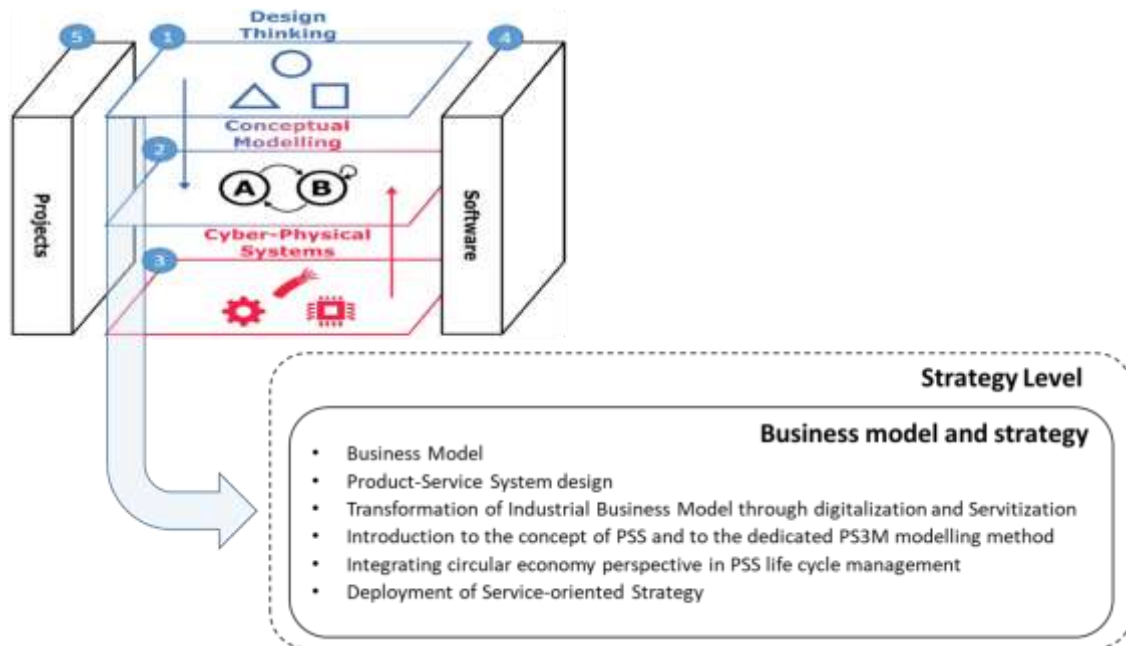 5
1
Design
Thinking
4
Conceptual
Modelling
2
A
B
Projects
Software
Cyber-Physical
Systems
3
Strategy Level
Business model and strategy
• Business Model
• Product-Service System design
• Transformation of Industrial Business Model through digitalization and Servitization
• Introduction to the concept of PSS and to the dedicated PS3M modelling method
• Integrating circular economy perspective in PSS life cycle management
• Deployment of Service-oriented Strategy